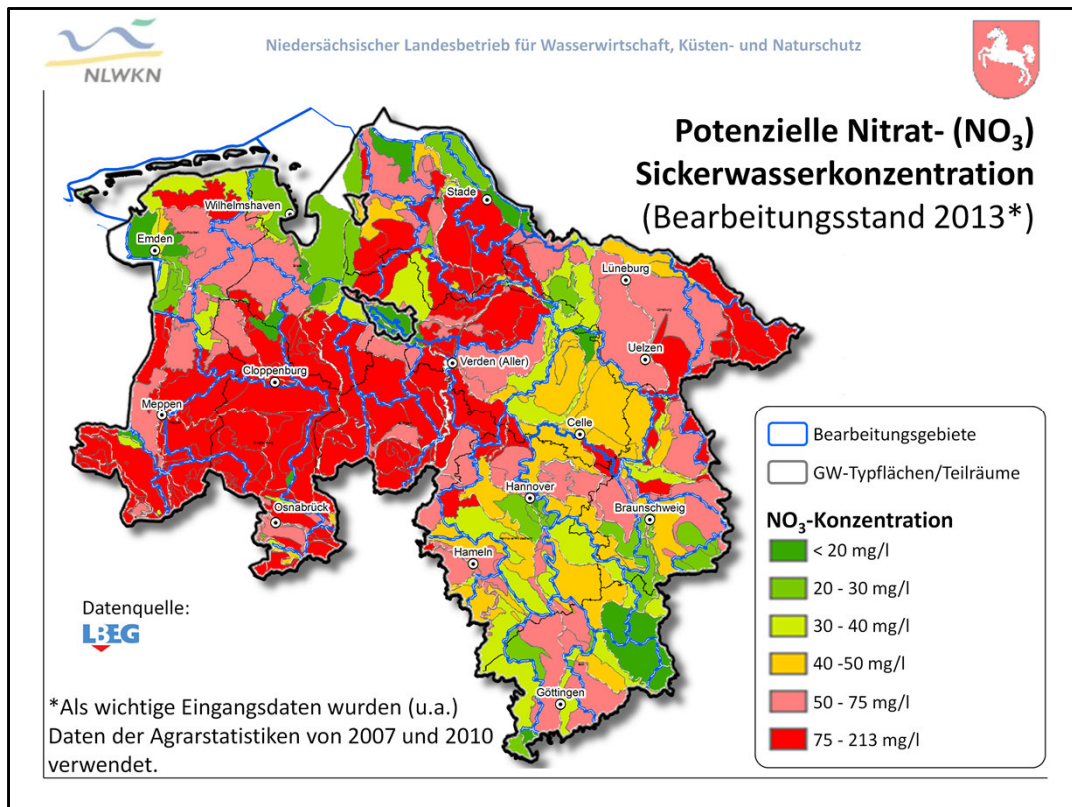 Niedersächsischer Landesbetrieb für Wasserwirtschaft, Küsten- und Naturschutz
NLWKN
Potenzielle Nitrat- (NO₃)
Sickerwasserkonzentration
(Bearbeitungsstand 2013*)
Stade
Wilhelmshaven
Emden
Lüneburg
Uelzen
Verden (Aller)
Cloppenburg
Meppen
Celle
Hannover
Osnabrück
Braunschweig
Hameln
Göttingen
Bearbeitungsgebiete
GW-Typflächen/Teilräume
NO₃-Konzentration
< 20 mg/l
20 - 30 mg/l
30 - 40 mg/l
40 -50 mg/l
50 - 75 mg/l
75 - 213 mg/l
Datenquelle:
LBEG
*Als wichtige Eingangsdaten wurden (u.a.)
Daten der Agrarstatistiken von 2007 und 2010
verwendet.